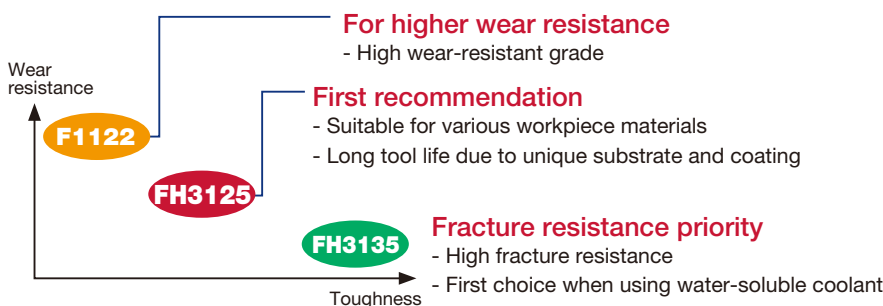 For higher wear resistance
- High wear-resistant grade
Wear
resistance
First recommendation
- Suitable for various workpiece materials
- Long tool life due to unique substrate and coating
F1122
FH3125
FH3135
Fracture resistance priority
- High fracture resistance
- First choice when using water-soluble coolant
Toughness